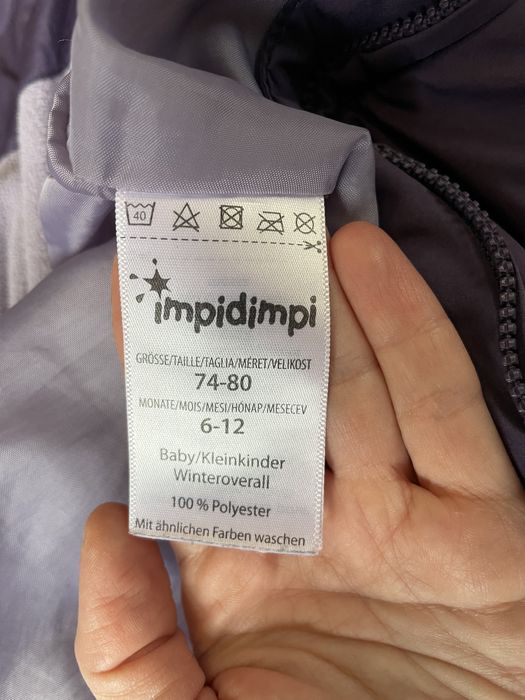 40
impidimpi
GRÖSSE/TAILLE/TAGLIA/MÉRET/VELIKOST
74-80
MONATE/MOIS/MESI/HÓNAP/MESECEV
6-12
Baby/Kleinkinder
Winteroverall
100 % Polyester
Mit ähnlichen Farben waschen